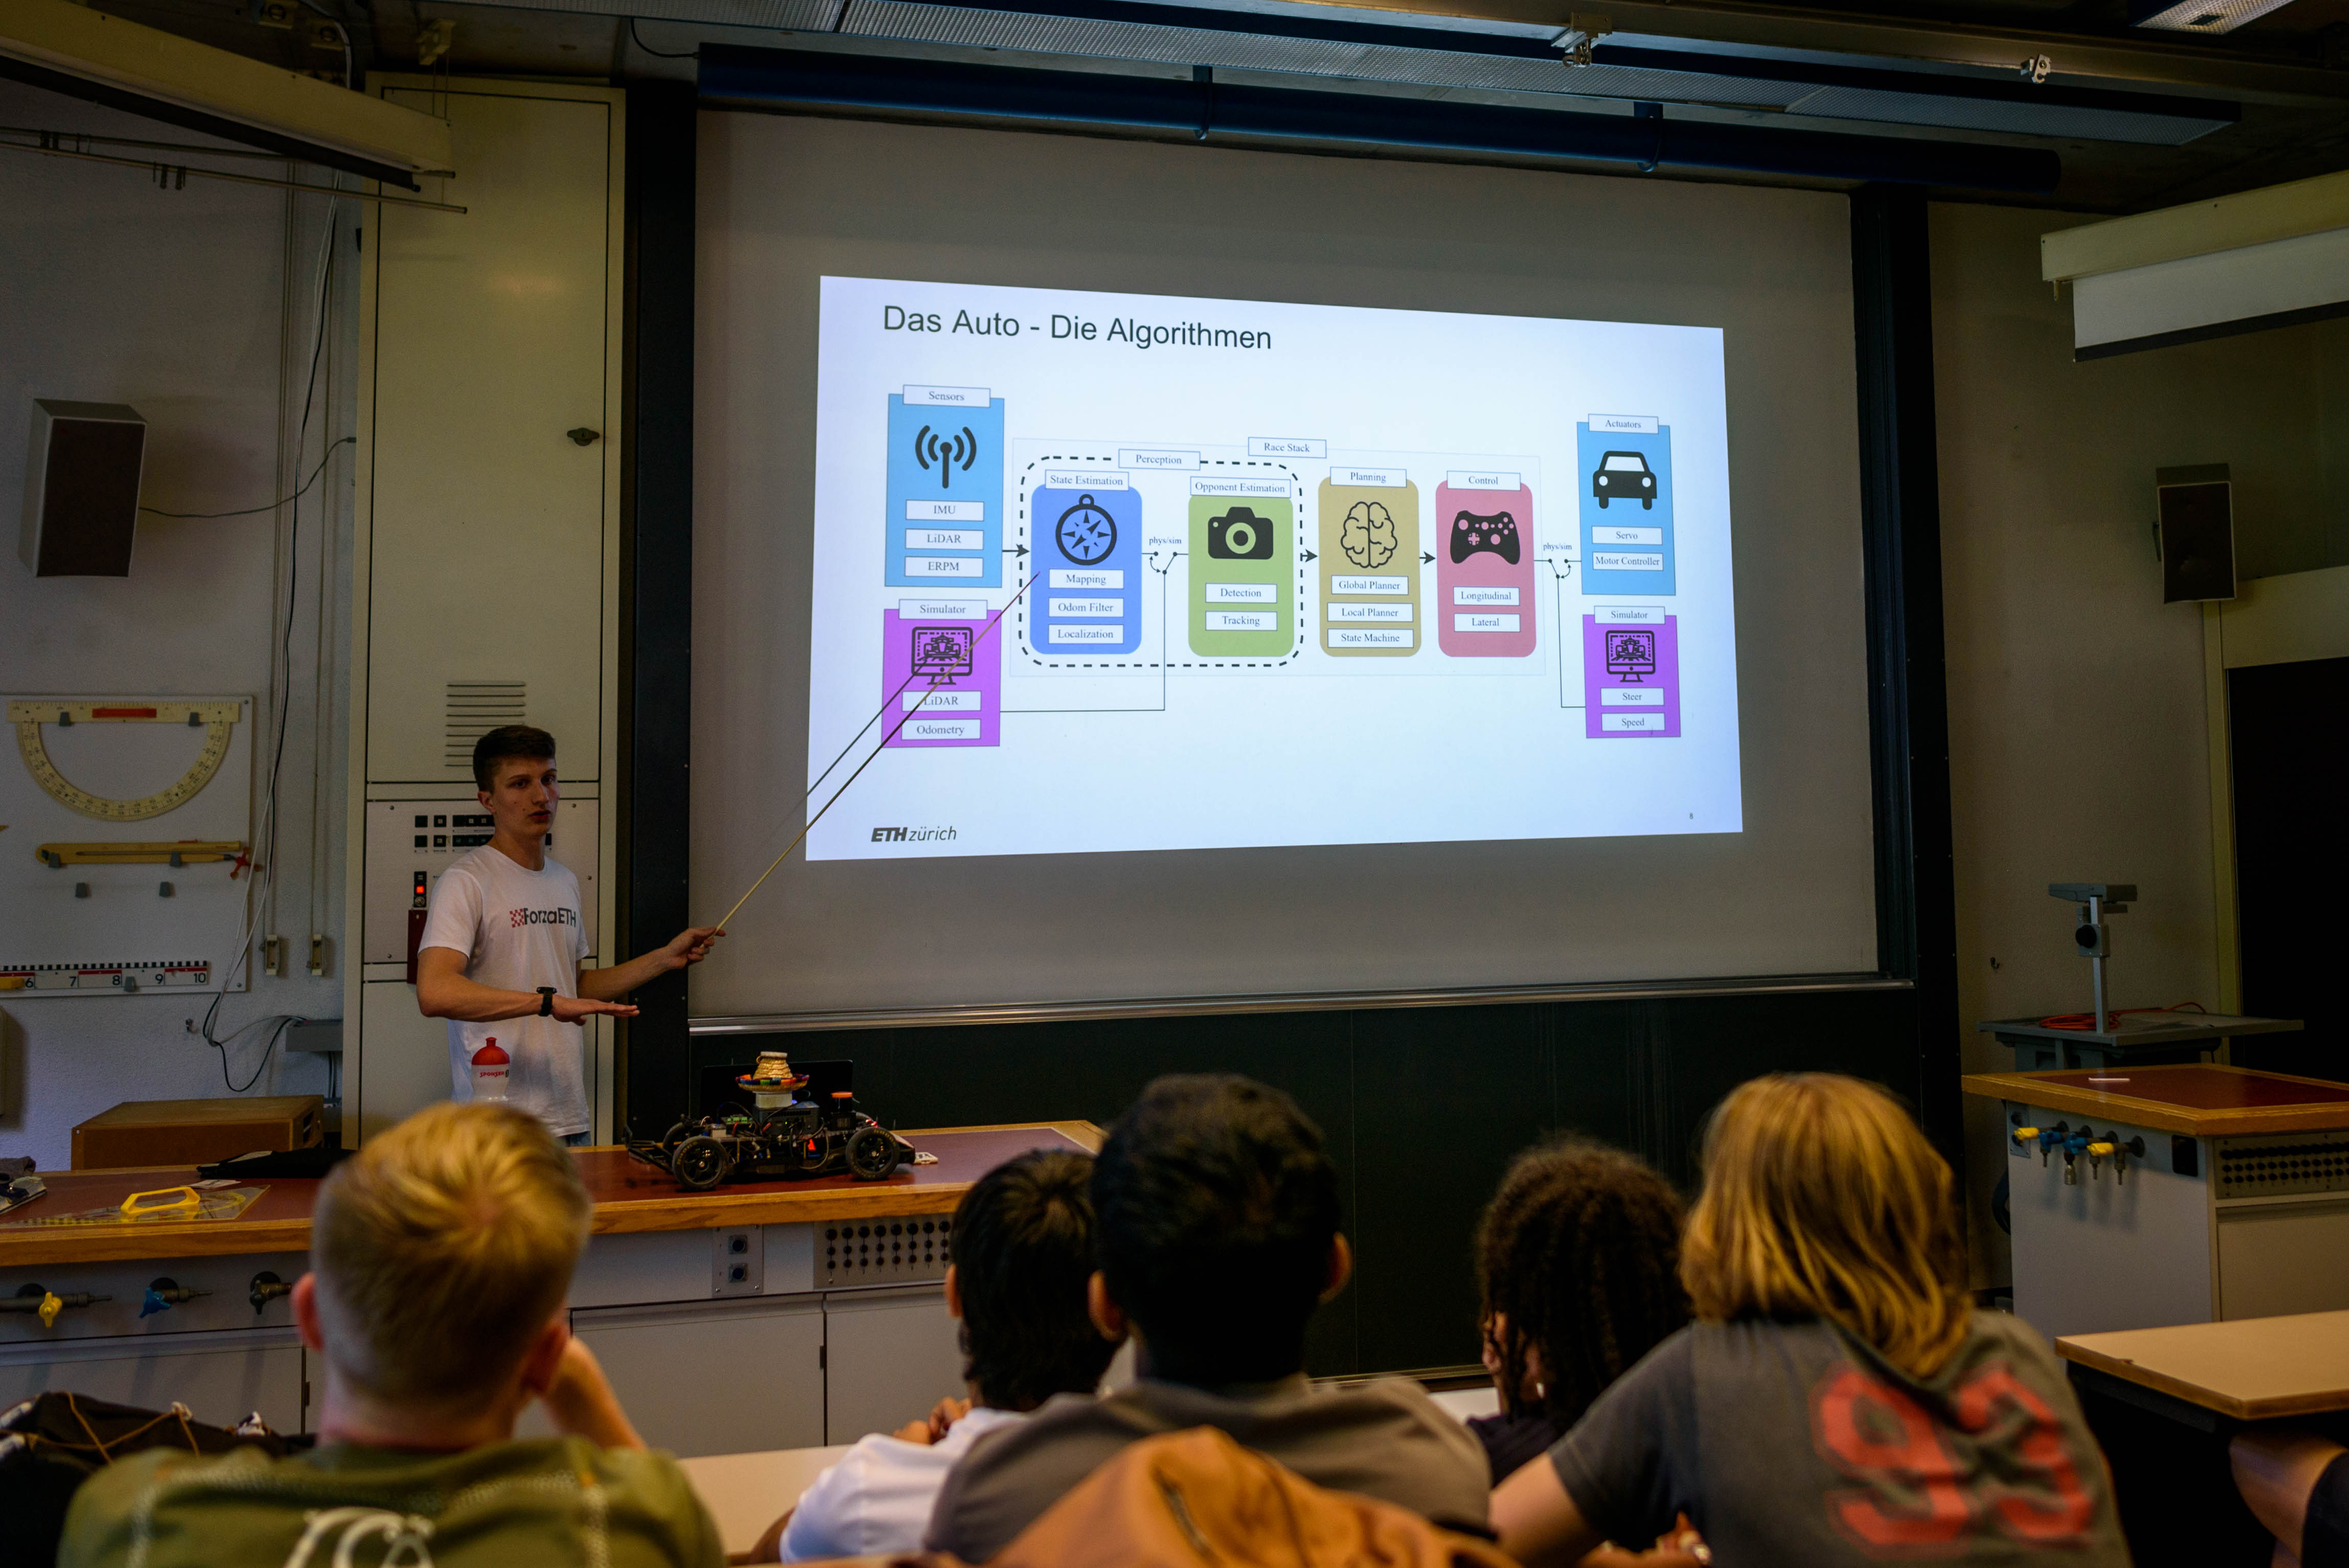 Das Auto - Die Algorithmen
Sensors
IMU
LiDAR
ERPM
Simulator
LiDAR
Odometry
Race Stack
Perception
State Estimation
Mapping
Odom Filter
Localization
phys/sim
Opponent Estimation
Detection
Tracking
Planning
Global Planner
Local Planner
State Machine
Control
Longitudinal
Lateral
phys/sim
Actuators
Servo
Motor Controller
Simulator
Steer
Speed
ETH zürich
8
ForzaETH
6 7 8 9 10
93